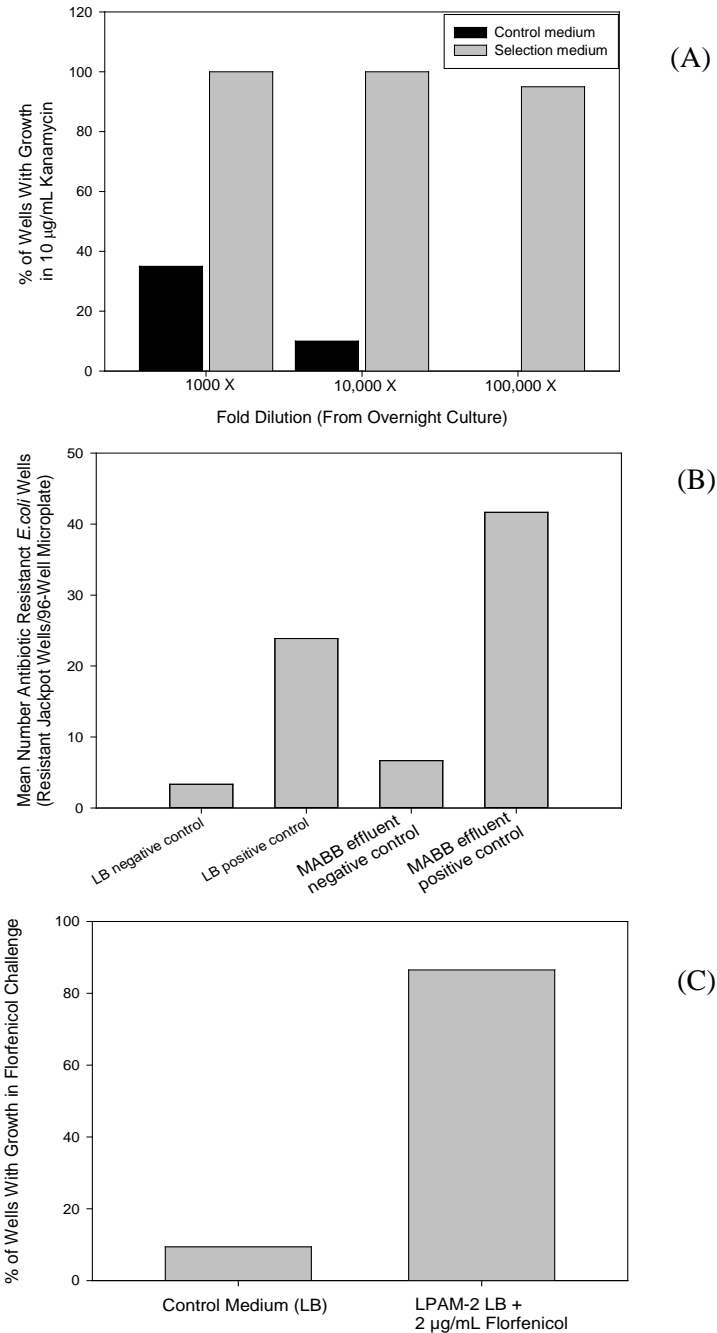 Control medium
Selection medium
(A)
% of Wells With Growth
in 10 µg/mL Kanamycin
120
100
80
60
40
20
0
1000 X
10,000 X
100,000 X
Fold Dilution (From Overnight Culture)
(B)
Mean Number Antibiotic Resistanct E.coli Wells
(Resistant Jackpot Wells/96-Well Microplate)
50
40
30
20
10
0
LB negative control
LB positive control
MABB effluent
negative control
MABB effluent
positive control
(C)
% of Wells With Growth in Florfenicol Challenge
100
80
60
40
20
0
Control Medium (LB)
LPAM-2 LB +
2 µg/mL Florfenicol